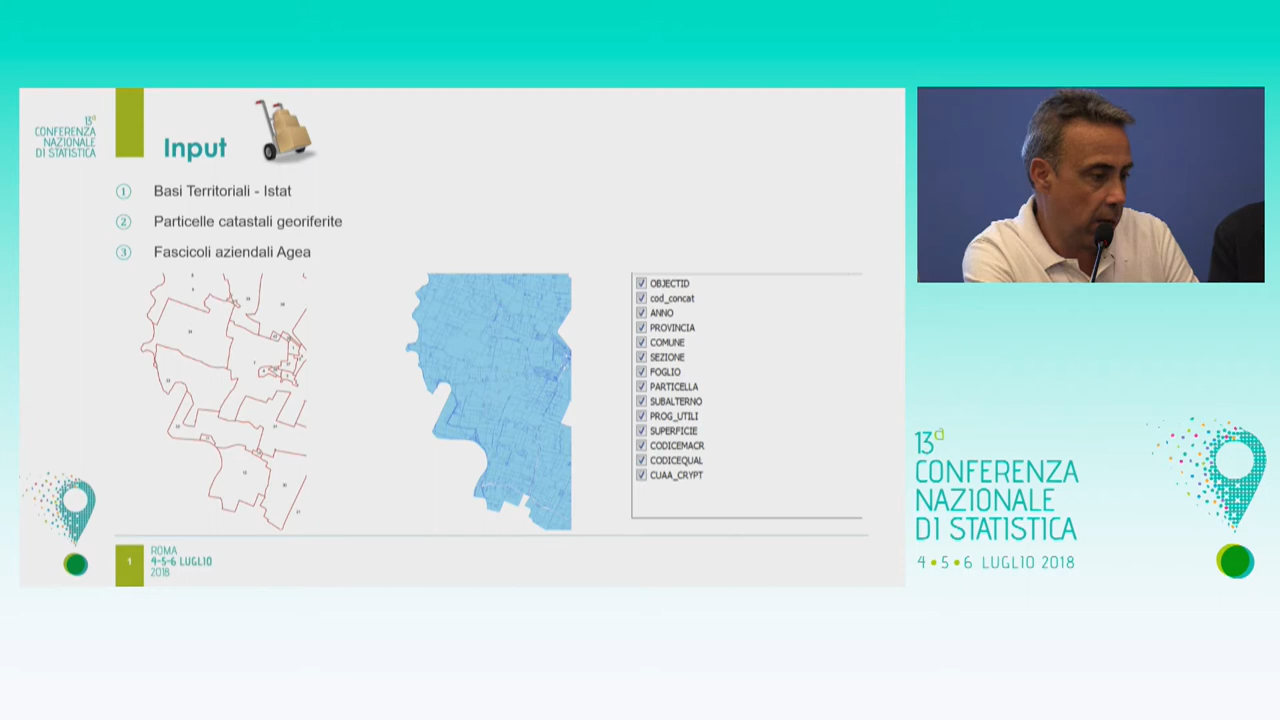 13ª
CONFERENZA
NAZIONALE
DI STATISTICA
Input
1 Basi Territoriali - Istat
2 Particelle catastali georiferite
3 Fascicoli aziendali Agea
OBJECTID
cod_concat
ANNO
PROVINCIA
COMUNE
SEZIONE
FOGLIO
PARTICELLA
SUBALTERNO
PROG_UTILI
SUPERFICIE
CODICEMACR
CODICEQUAL
CUAA_CRYPT
1
ROMA
4-5-6 LUGLIO
2018
13ª
CONFERENZA
NAZIONALE
DI STATISTICA
4 • 5 • 6 LUGLIO 2018